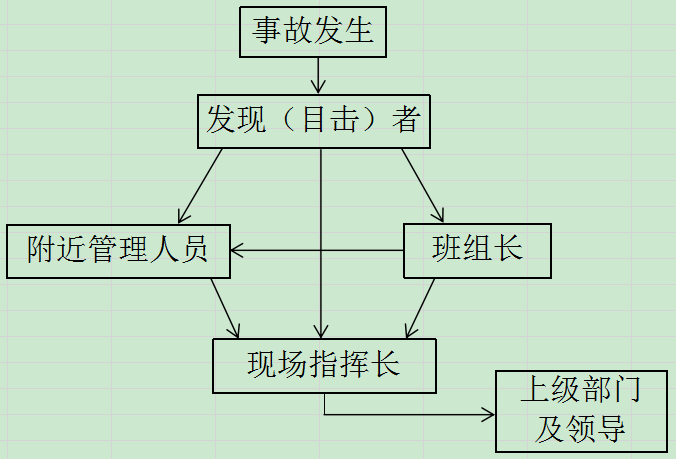 事故发生
发现（目击）者
附近管理人员
班组长
现场指挥长
上级部门
及领导